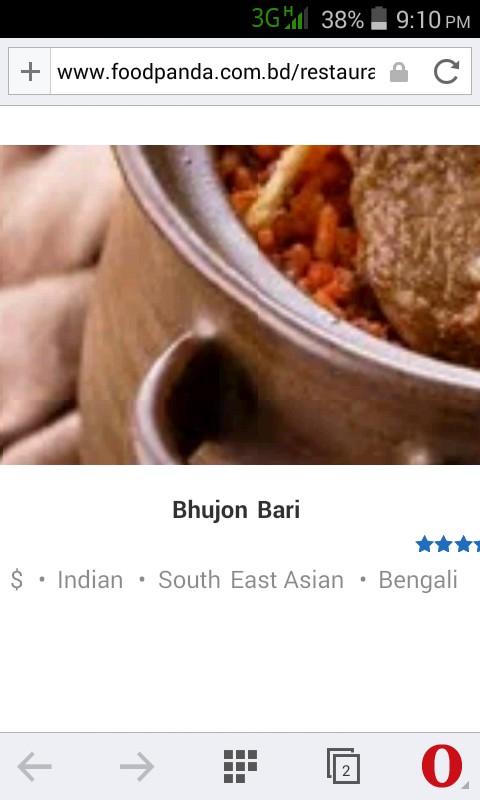 3G H 38% 9:10 PM
www.foodpanda.com.bd/restaura
Bhujon Bari
$ • Indian • South East Asian • Bengali
2